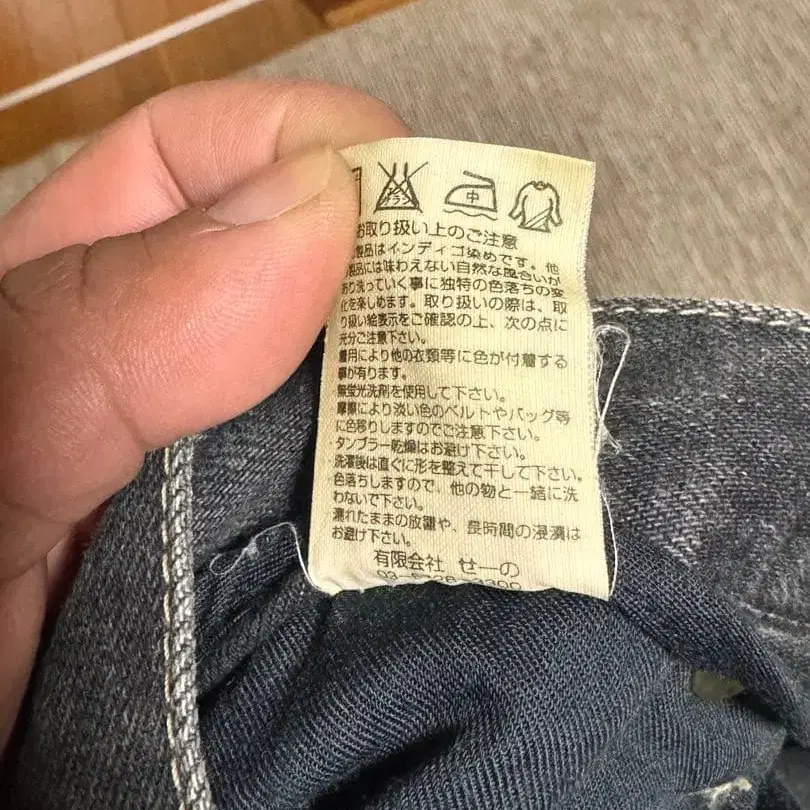 中
お取り扱い上のご注意
製品はインディゴ染めです。他
製品には味わえない自然な風合いが
あり洗っていく事に独特の色落ちの変
化を楽しめます。取り扱いの際は、取
り扱い絵表示をご確認の上、次の点に
充分ご注意下さい。
着用により他の衣類等に色が付着する
事が有ります。
無蛍光洗剤を使用して下さい。
摩擦により淡い色のベルトやバッグ等
に色移りしますのでご注意下さい。
タンブラー乾燥はお避け下さい。
洗濯後は直ぐに形を整えて干して下さい。
色落ちしますので、他の物と一緒に洗
わないで下さい。
濡れたままの放置や、長時間の浸漬は
お避け下さい。
有限会社 せーの